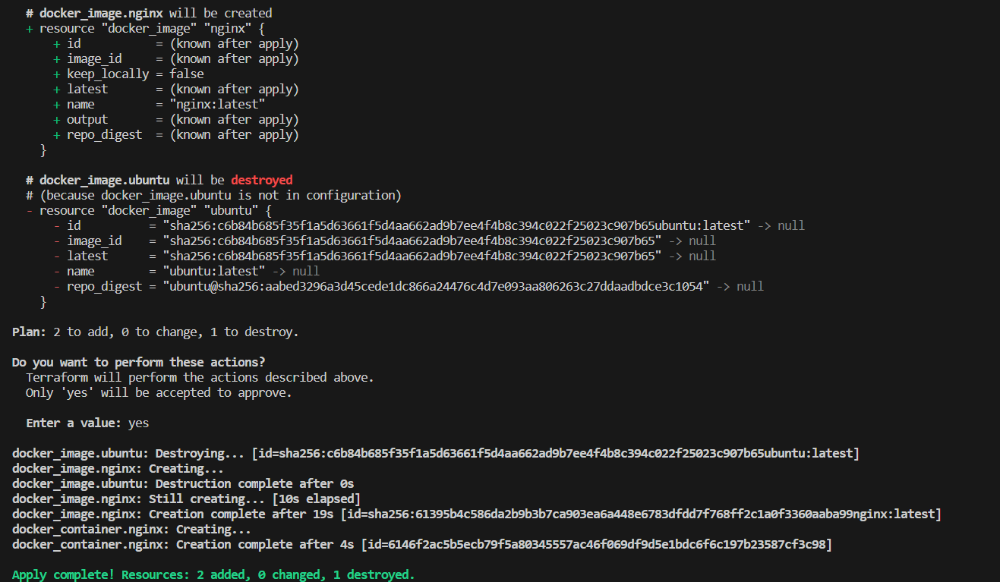 # docker_image.nginx will be created
+ resource "docker_image" "nginx" {
+ id = (known after apply)
+ image_id = (known after apply)
+ keep_locally = false
+ latest = (known after apply)
+ name = "nginx:latest"
+ output = (known after apply)
+ repo_digest = (known after apply)
}
# docker_image.ubuntu will be destroyed
# (because docker_image.ubuntu is not in configuration)
- resource "docker_image" "ubuntu" {
- id = "sha256:c6b84b685f35f1a5d63661f5d4aa662ad9b7ee4f4b8c394c022f25023c907b65ubuntu:latest" -> null
- image_id = "sha256:c6b84b685f35f1a5d63661f5d4aa662ad9b7ee4f4b8c394c022f25023c907b65" -> null
- latest = "sha256:c6b84b685f35f1a5d63661f5d4aa662ad9b7ee4f4b8c394c022f25023c907b65" -> null
- name = "ubuntu:latest" -> null
- repo_digest = "ubuntu@sha256:aabed3296a3d45cede1dc866a24476c4d7e093aa806263c27ddaadbdce3c1054" -> null
}
Plan: 2 to add, 0 to change, 1 to destroy.
Do you want to perform these actions?
Terraform will perform the actions described above.
Only 'yes' will be accepted to approve.
Enter a value: yes
docker_image.ubuntu: Destroying... [id=sha256:c6b84b685f35f1a5d63661f5d4aa662ad9b7ee4f4b8c394c022f25023c907b65ubuntu:latest]
docker_image.nginx: Creating...
docker_image.ubuntu: Destruction complete after 0s
docker_image.nginx: Still creating... [10s elapsed]
docker_image.nginx: Creation complete after 19s [id=sha256:61395b4c586da2b9b3b7ca903ea6a448e6783dfdd7f768ff2c1a0f3360aaba99nginx:latest]
docker_container.nginx: Creating...
docker_container.nginx: Creation complete after 4s [id=6146f2ac5b5ecb79f5a80345557ac46f069df9d5e1bdc6f6c197b23587cf3c98]
Apply complete! Resources: 2 added, 0 changed, 1 destroyed.